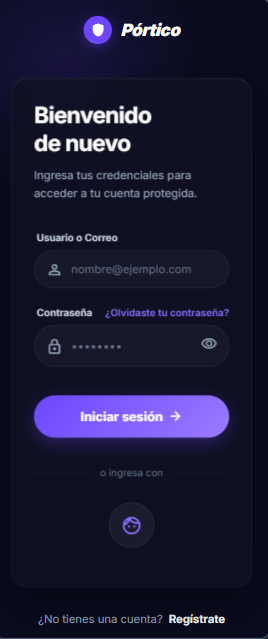 Pórtico
Bienvenido
de nuevo
Ingresa tus credenciales para
acceder a tu cuenta protegida.
Usuario o Correo
nombre@ejemplo.com
Contraseña ¿Olvidaste tu contraseña?
••••••••
Iniciar sesión →
o ingresa con
¿No tienes una cuenta? Regístrate